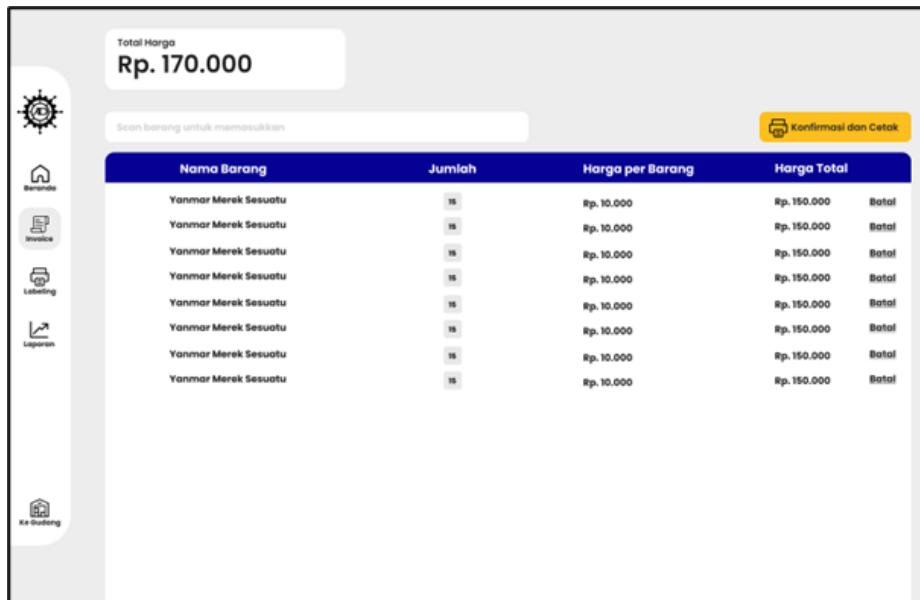 Total Harga
Rp. 170.000
Scan barang untuk memasukkan
Konfirmasi dan Cetak
Beranda
Invoice
Labeling
Laporan
Ke Gudang
Nama Barang Jumlah Harga per Barang Harga Total
Yanmar Merek Sesuatu 15 Rp. 10.000 Rp. 150.000 Batal
Yanmar Merek Sesuatu 15 Rp. 10.000 Rp. 150.000 Batal
Yanmar Merek Sesuatu 15 Rp. 10.000 Rp. 150.000 Batal
Yanmar Merek Sesuatu 15 Rp. 10.000 Rp. 150.000 Batal
Yanmar Merek Sesuatu 15 Rp. 10.000 Rp. 150.000 Batal
Yanmar Merek Sesuatu 15 Rp. 10.000 Rp. 150.000 Batal
Yanmar Merek Sesuatu 15 Rp. 10.000 Rp. 150.000 Batal
Yanmar Merek Sesuatu 15 Rp. 10.000 Rp. 150.000 Batal